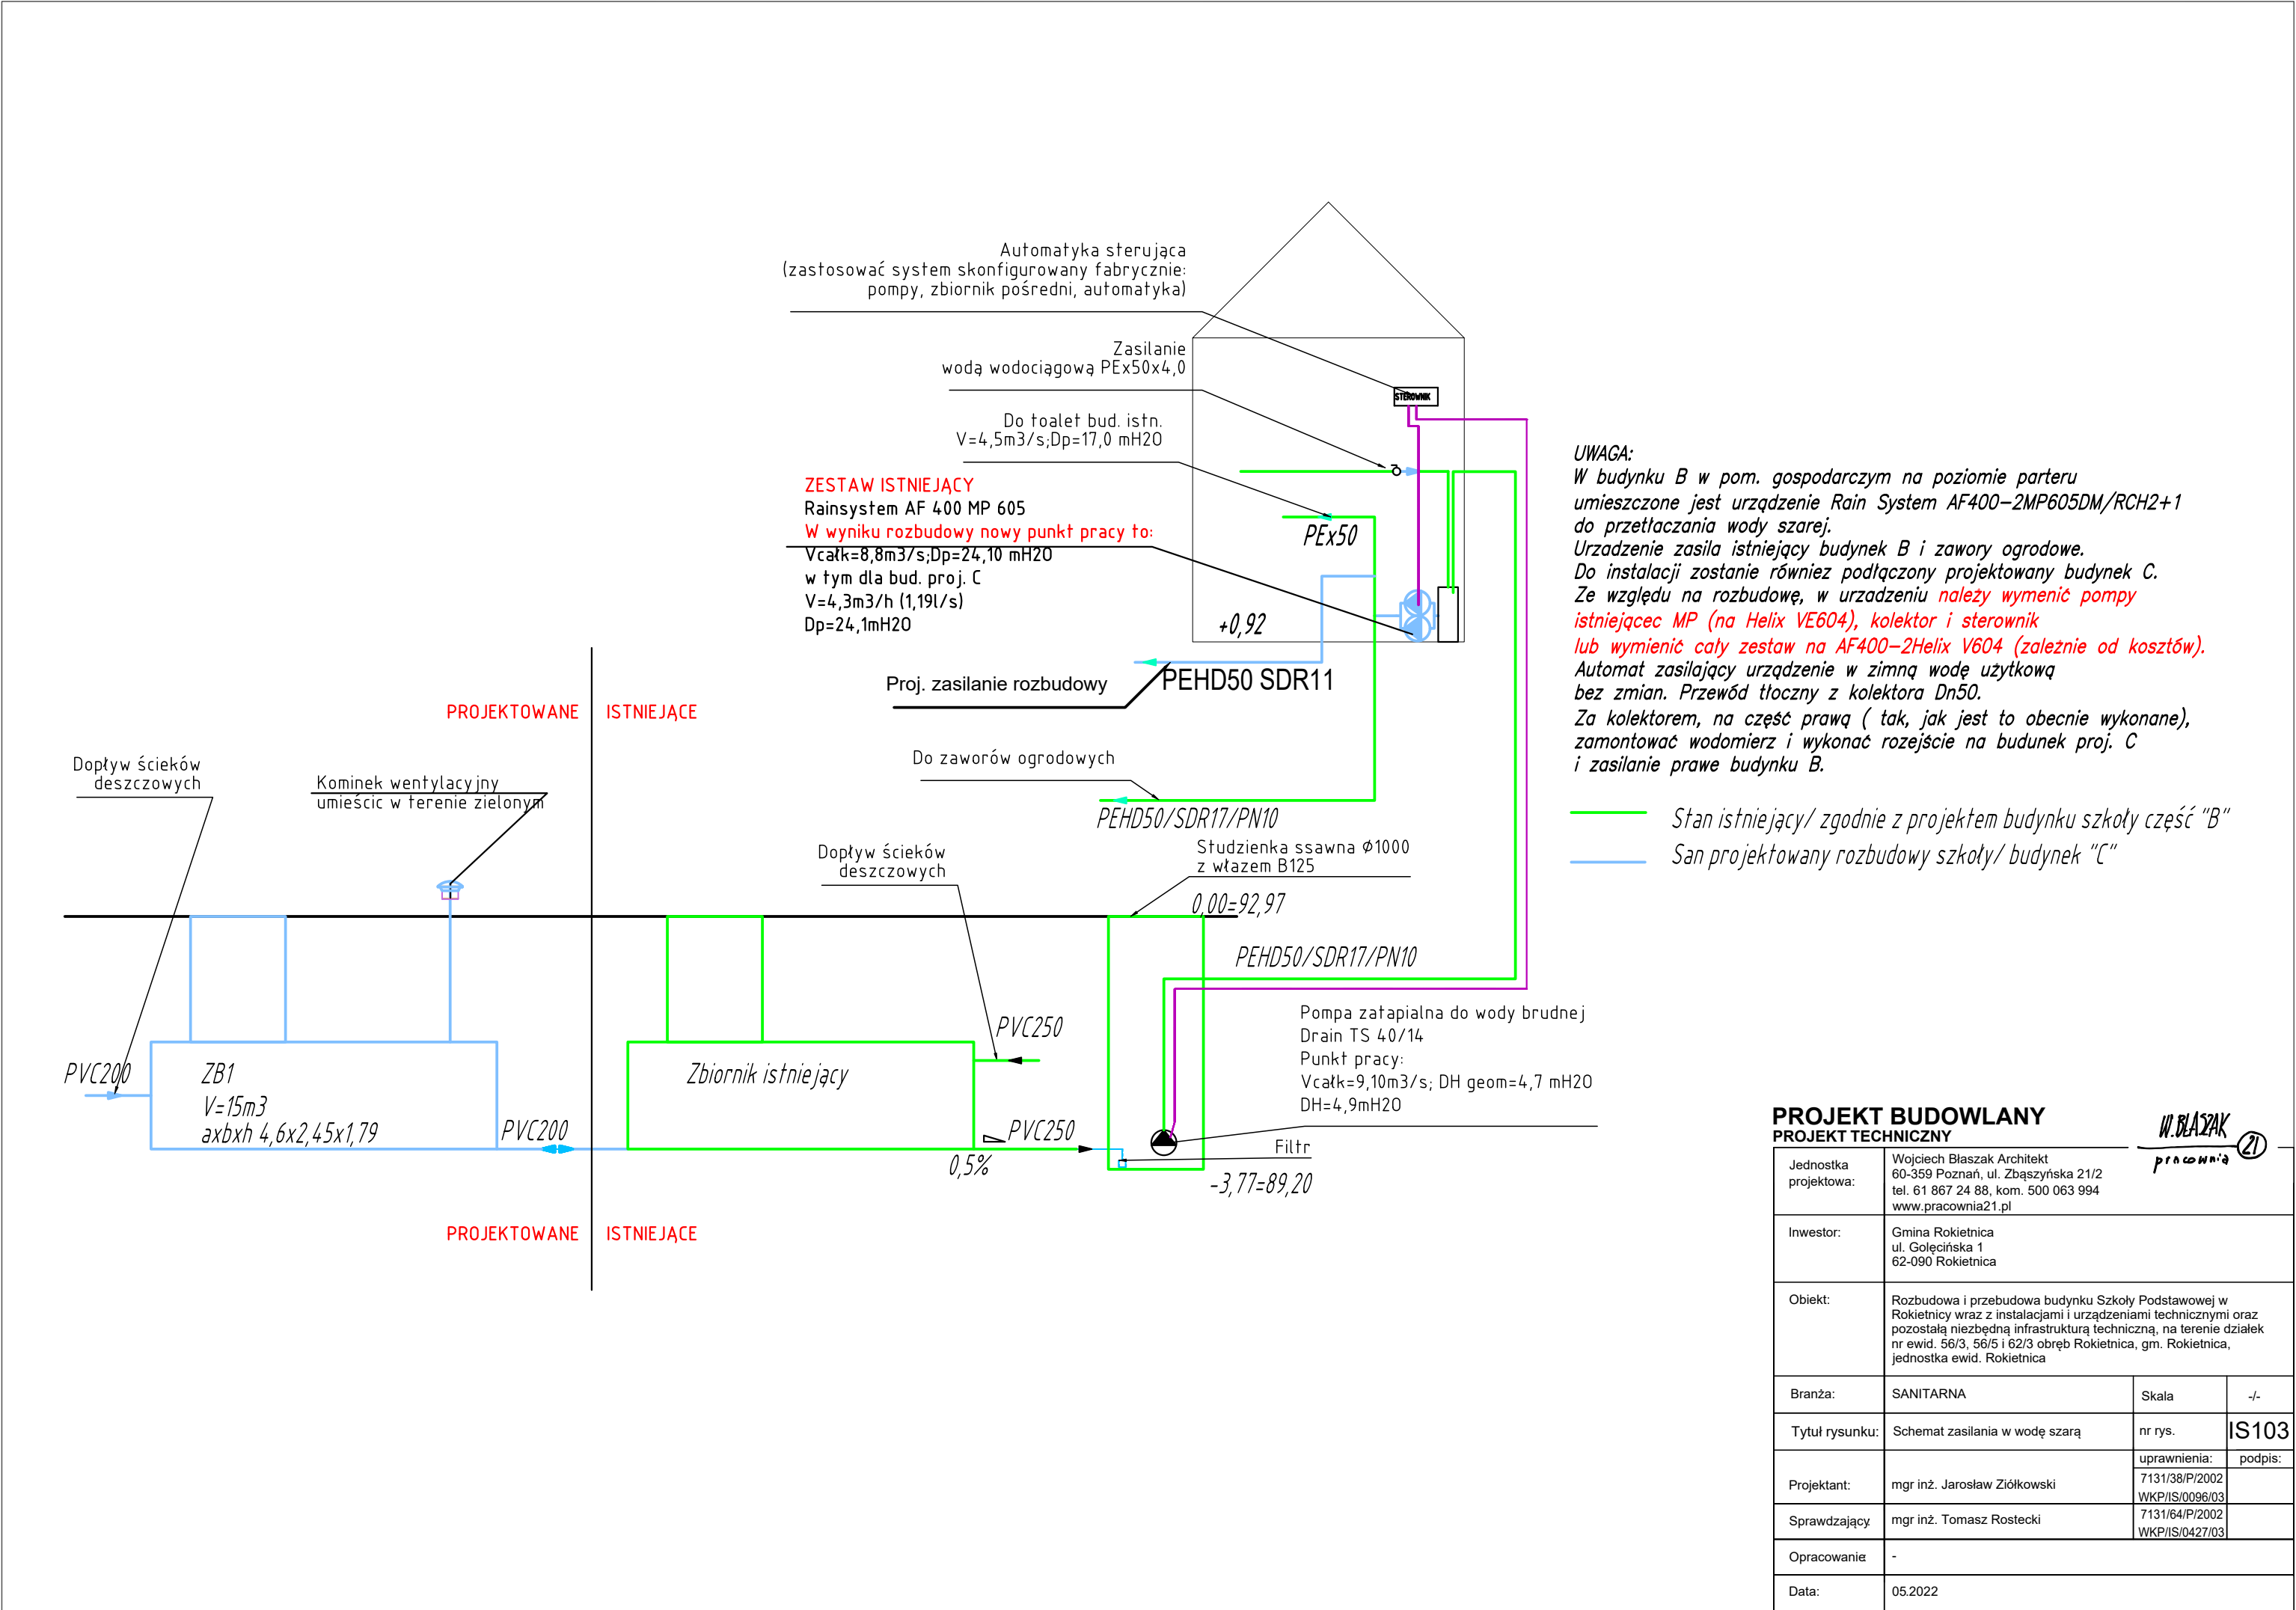 Automatyka sterująca
(zastosować system skonfigurowany fabrycznie:
pompy, zbiornik pośredni, automatyka)
Zasilanie
wodą wodociągową PEx50x4,0
STEROWNIK
Do toalet bud. istn.
V=4,5m3/s;Dp=17,0 mH2O
ZESTAW ISTNIEJĄCY
Rainsystem AF 400 MP 605
W wyniku rozbudowy nowy punkt pracy to:
Vcałk=8,8m3/s;Dp=24,10 mH2O
w tym dla bud. proj. C
V=4,3m3/h (1,19l/s)
Dp=24,1mH2O
PEx50
+0,92
Proj. zasilanie rozbudowy
PEHD50 SDR11
UWAGA:
W budynku B w pom. gospodarczym na poziomie parteru
umieszczone jest urządzenie Rain System AF400-2MP605DM/RCH2+1
do przetłaczania wody szarej.
Urzadzenie zasila istniejący budynek B i zawory ogrodowe.
Do instalacji zostanie równiez podłączony projektowany budynek C.
Ze względu na rozbudowę, w urzadzeniu należy wymenić pompy
istniejącec MP (na Helix VE604), kolektor i sterownik
lub wymienić cały zestaw na AF400-2Helix V604 (zależnie od kosztów).
Automat zasilający urządzenie w zimną wodę użytkową
bez zmian. Przewód tłoczny z kolektora Dn50.
Za kolektorem, na część prawą ( tak, jak jest to obecnie wykonane),
zamontować wodomierz i wykonać rozejście na budunek proj. C
i zasilanie prawe budynku B.
Stan istniejący/ zgodnie z projektem budynku szkoły część "B"
San projektowany rozbudowy szkoły/ budynek "C"
PROJEKTOWANE
ISTNIEJĄCE
Dopływ ścieków
deszczowych
Kominek wentylacyjny
umieścic w terenie zielonym
Do zaworów ogrodowych
PEHD50/SDR17/PN10
Dopływ ścieków
deszczowych
Studzienka ssawna Ø1000
z włazem B125
0,00=92,97
PEHD50/SDR17/PN10
PVC200
ZB1
V=15m3
axbxh 4,6x2,45x1,79
PVC200
Zbiornik istniejący
PVC250
PVC250
0,5%
Pompa zatapialna do wody brudnej
Drain TS 40/14
Punkt pracy:
Vcałk=9,10m3/s; DH geom=4,7 mH2O
DH=4,9mH2O
Filtr
-3,77=89,20
PROJEKTOWANE
ISTNIEJĄCE
PROJEKT BUDOWLANY
PROJEKT TECHNICZNY
W.BŁASZAK
pracownia 21
Jednostka
projektowa:
Wojciech Błaszak Architekt
60-359 Poznań, ul. Zbąszyńska 21/2
tel. 61 867 24 88, kom. 500 063 994
www.pracownia21.pl
Inwestor:
Gmina Rokietnica
ul. Golęcińska 1
62-090 Rokietnica
Obiekt:
Rozbudowa i przebudowa budynku Szkoły Podstawowej w
Rokietnicy wraz z instalacjami i urządzeniami technicznymi oraz
pozostałą niezbędną infrastrukturą techniczną, na terenie działek
nr ewid. 56/3, 56/5 i 62/3 obręb Rokietnica, gm. Rokietnica,
jednostka ewid. Rokietnica
Branża:
SANITARNA
Skala
-/-
Tytuł rysunku:
Schemat zasilania w wodę szarą
nr rys.
IS103
uprawnienia:
podpis:
Projektant:
mgr inż. Jarosław Ziółkowski
7131/38/P/2002
WKP/IS/0096/03
Sprawdzający:
mgr inż. Tomasz Rostecki
7131/64/P/2002
WKP/IS/0427/03
Opracowanie:
-
Data:
05.2022